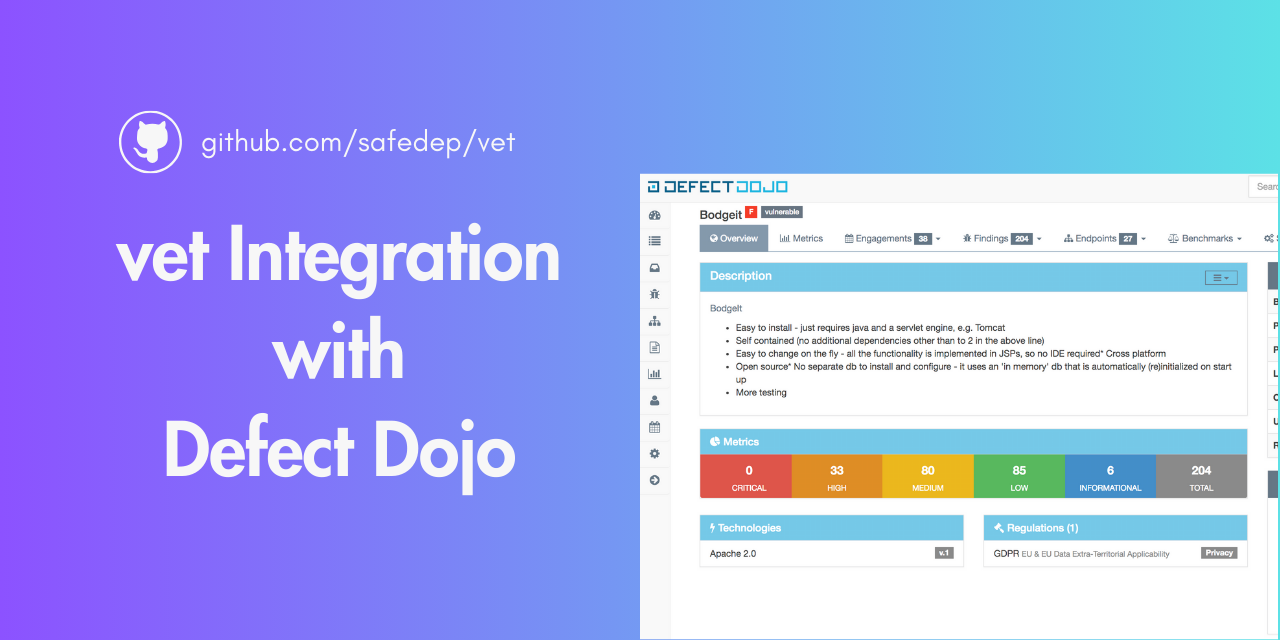 github.com/safedep/vet
vet Integration
with
Defect Dojo
DEFECTDOJO
Sear
Bodgeit F vulnerable
Overview Metrics Engagements 38 Findings 204 Endpoints 27 Benchmarks
Description
BodgeIt
Easy to install - just requires java and a servlet engine, e.g. Tomcat
Self contained (no additional dependencies other than to 2 in the above line)
Easy to change on the fly - all the functionality is implemented in JSPs, so no IDE required* Cross platform
Open source* No separate db to install and configure - it uses an 'in memory' db that is automatically (re)initialized on start
up
More testing
Metrics
0 33 80 85 6 204
CRITICAL HIGH MEDIUM LOW INFORMATIONAL TOTAL
Technologies
Apache 2.0 v.1
Regulations (1)
GDPR EU & EU Data Extra-Territorial Applicability Privacy